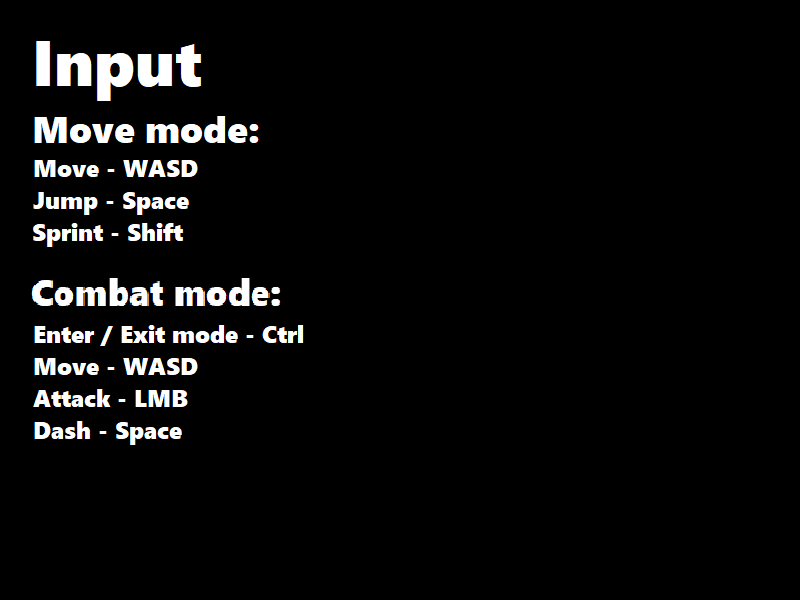 Input
Move mode:
Move - WASD
Jump - Space
Sprint - Shift
Combat mode:
Enter / Exit mode - Ctrl
Move - WASD
Attack - LMB
Dash - Space